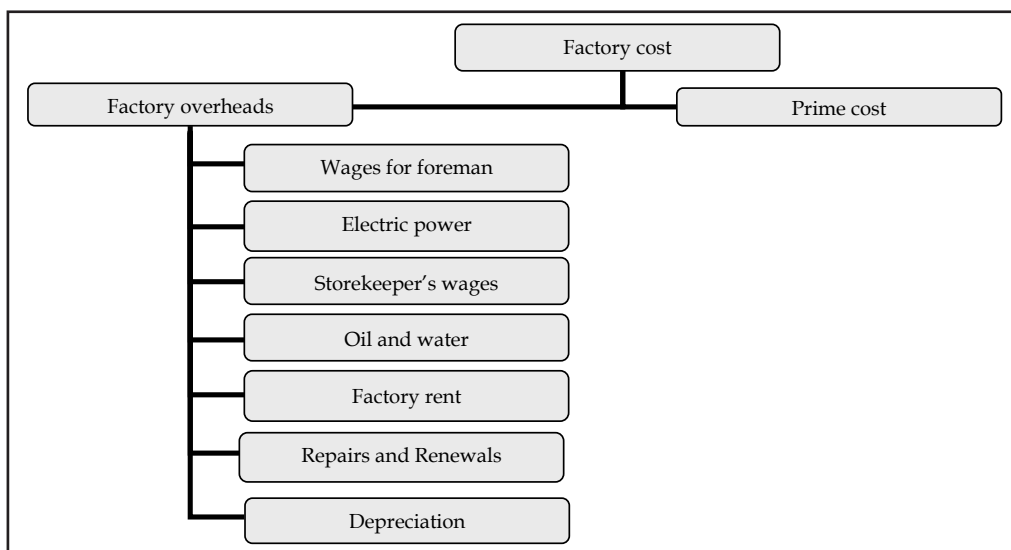 Factory cost
Factory overheads
Prime cost
Wages for foreman
Electric power
Storekeeper’s wages
Oil and water
Factory rent
Repairs and Renewals
Depreciation